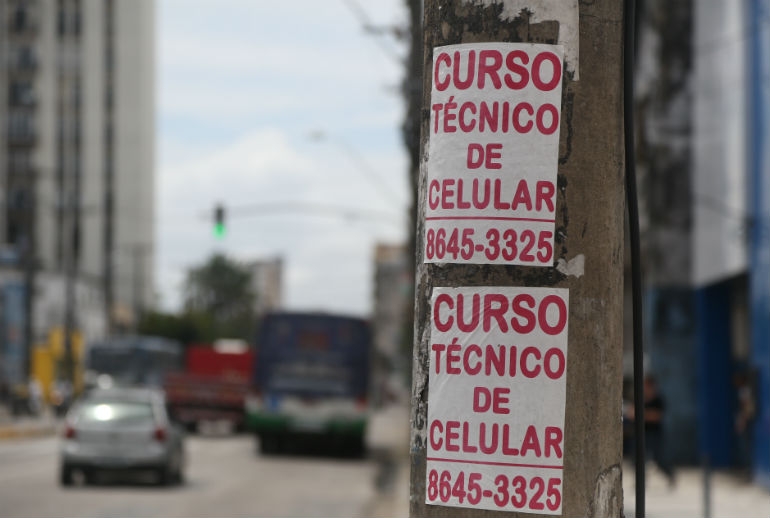 CURSO
TÉCNICO
DE
CELULAR
8645-3325
CURSO
TÉCNICO
DE
CELULAR
8645-3325